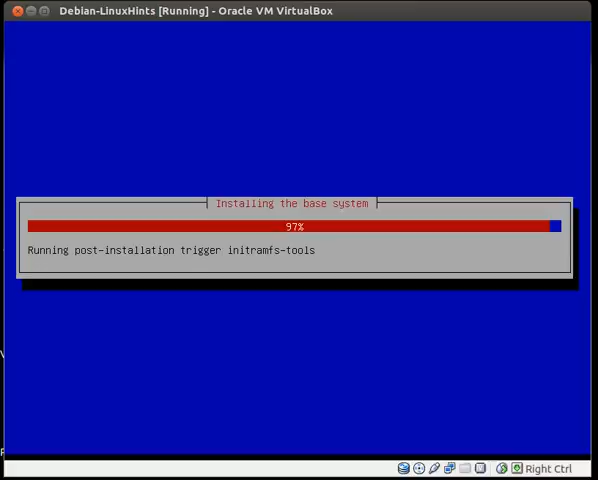 Debian-LinuxHints [Running] - Oracle VM VirtualBox
Installing the base system
97%
Running post-installation trigger initramfs-tools
Right Ctrl